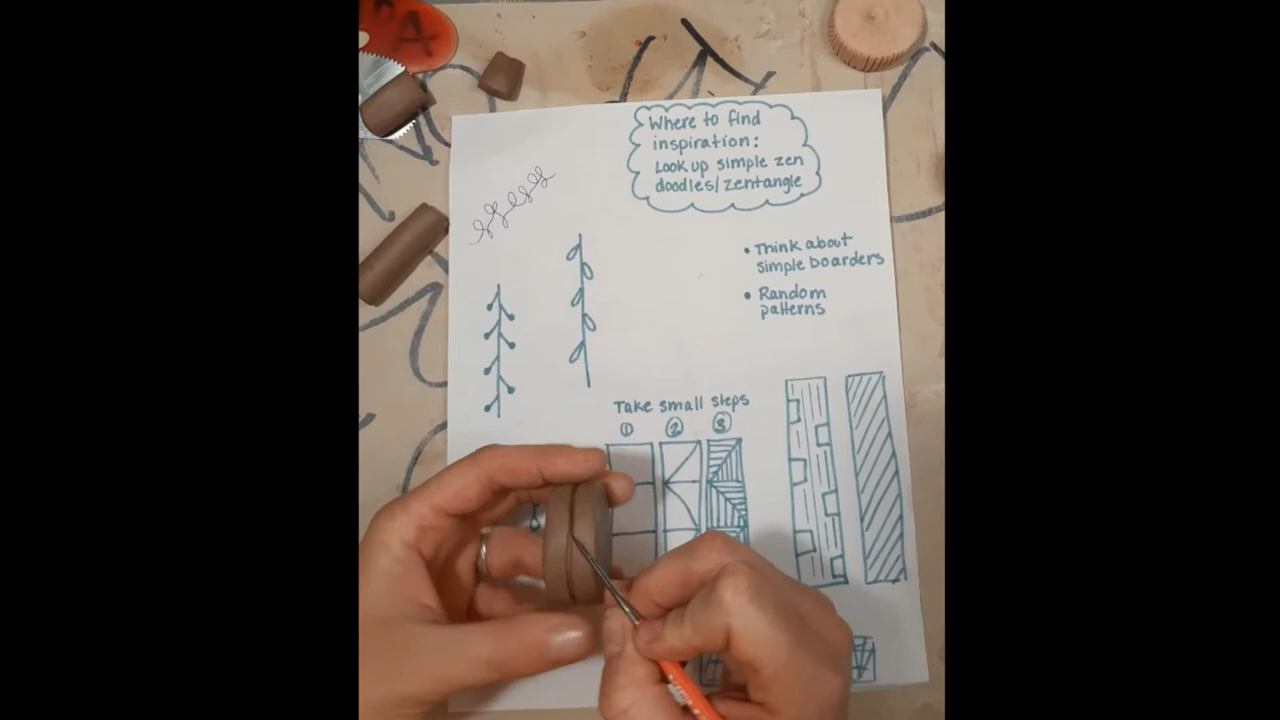 A
Where to find
inspiration:
Look up simple zen
doodles/zentangle
• Think about
simple boarders
• Random
patterns
Take small steps
① ② ③